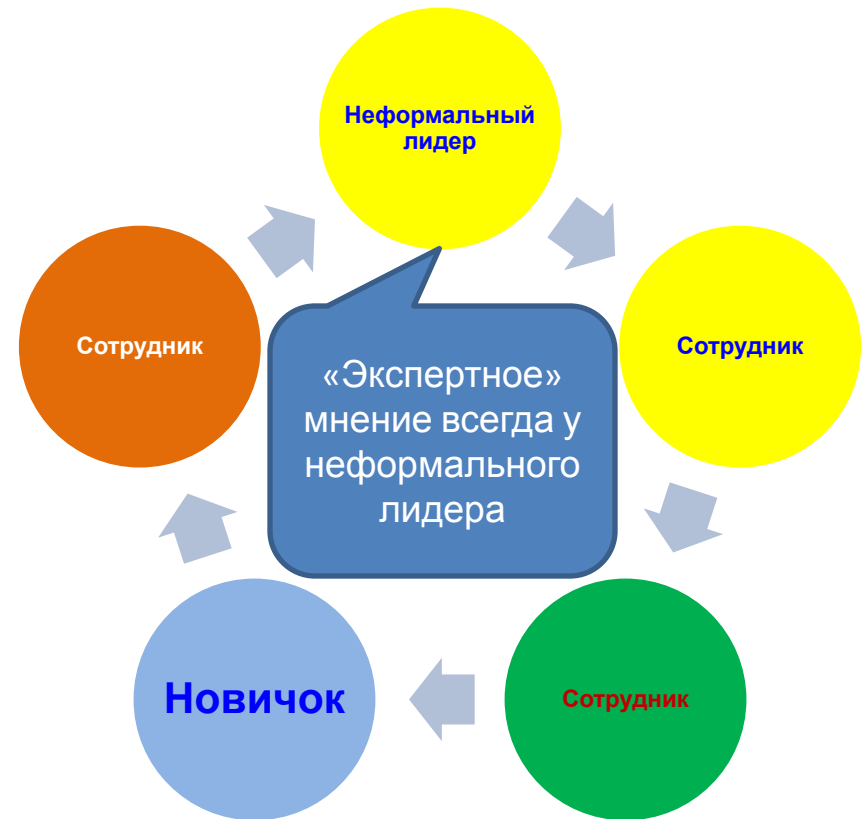 Неформальный
лидер
Сотрудник
Сотрудник
«Экспертное»
мнение всегда у
неформального
лидера
Новичок
Сотрудник